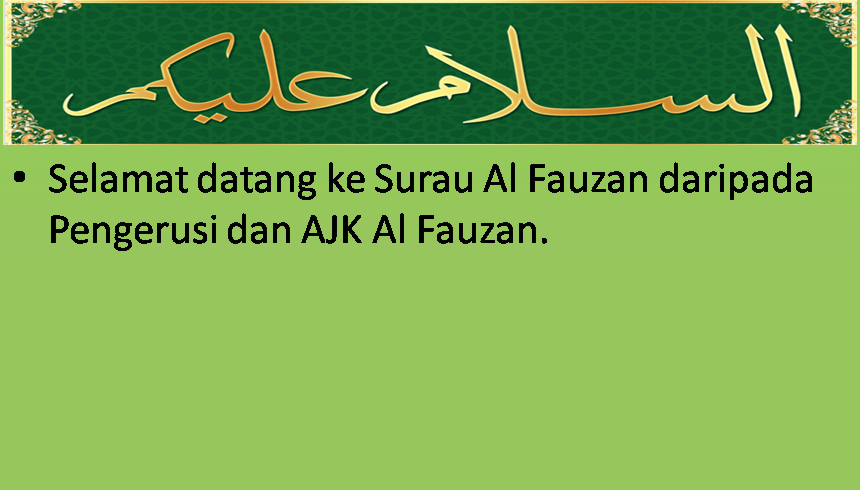 السلام عليكم
• Selamat datang ke Surau Al Fauzan daripada
Pengerusi dan AJK Al Fauzan.